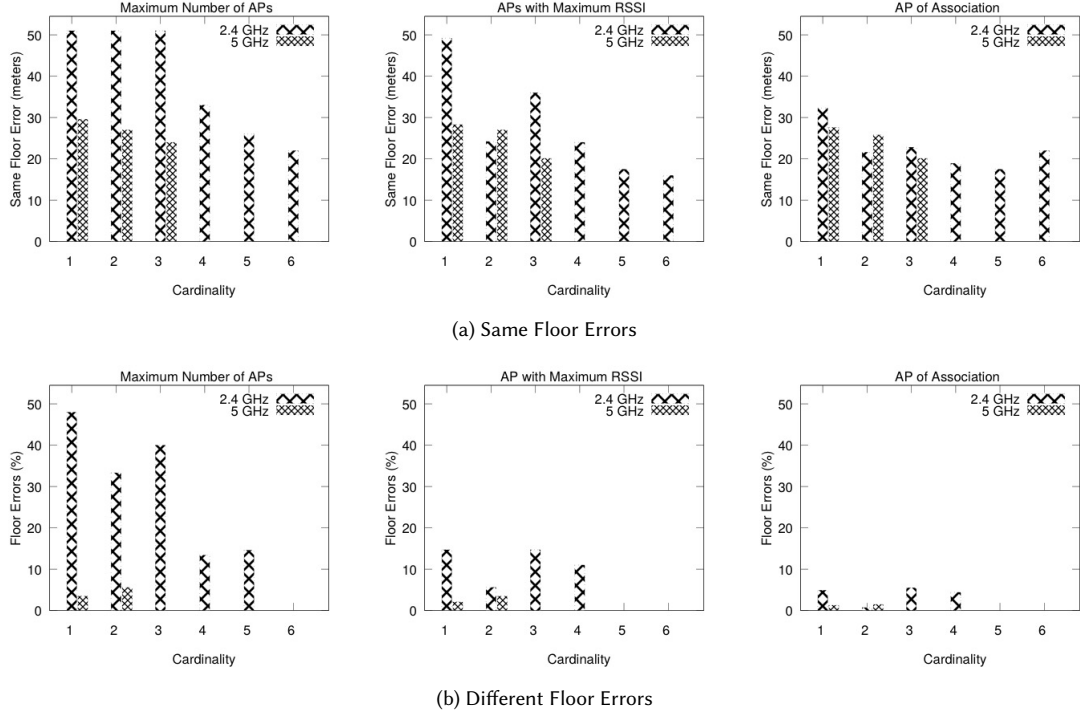 Maximum Number of APs
2.4 GHz
5 GHz
Same Floor Error (meters)
50
40
30
20
10
0
1 2 3 4 5 6
Cardinality
APs with Maximum RSSI
2.4 GHz
5 GHz
Same Floor Error (meters)
50
40
30
20
10
0
1 2 3 4 5 6
Cardinality
AP of Association
2.4 GHz
5 GHz
Same Floor Error (meters)
50
40
30
20
10
0
1 2 3 4 5 6
Cardinality
(a) Same Floor Errors
Maximum Number of APs
2.4 GHz
5 GHz
Floor Errors (%)
50
40
30
20
10
0
1 2 3 4 5 6
Cardinality
AP with Maximum RSSI
2.4 GHz
5 GHz
Floor Errors (%)
50
40
30
20
10
0
1 2 3 4 5 6
Cardinality
AP of Association
2.4 GHz
5 GHz
Floor Errors (%)
50
40
30
20
10
0
1 2 3 4 5 6
Cardinality
(b) Different Floor Errors